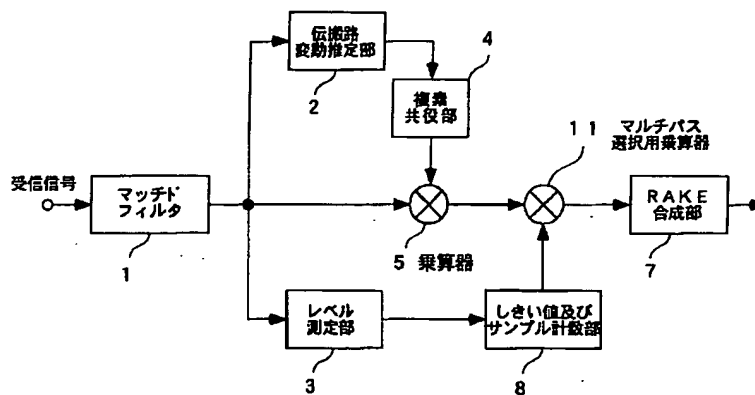 伝搬路
変動推定部
2
4
複素
共役部
11 マルチパス
選択用乗算器
受信信号
マッチド
フィルタ
1
5 乗算器
RAKE
合成部
7
レベル
測定部
3
しきい値及び
サンプル計数部
8